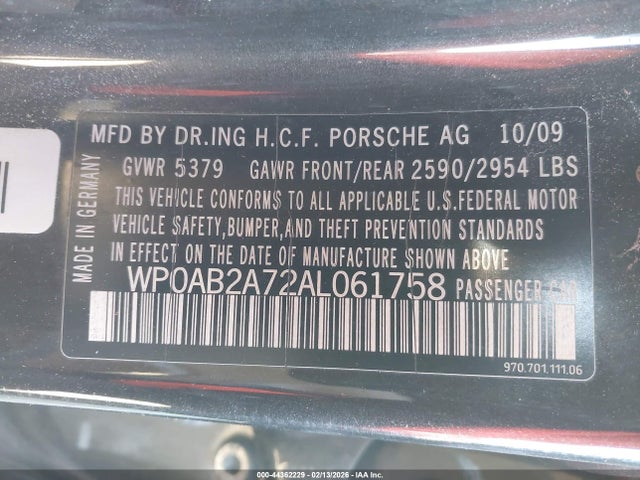 MFD BY DR.ING H.C.F. PORSCHE AG 10/09
GVWR 5379 GAWR FRONT/REAR 2590/2954 LBS
THIS VEHICLE CONFORMS TO ALL APPLICABLE U.S.FEDERAL MOTOR
VEHICLE SAFETY,BUMPER,AND THEFT PREVENTION STANDARDS
IN EFFECT ON THE DATE OF MANUFACTURE SHOWN ABOVE
WP0AB2A72AL061758 PASSENGER CAR
MADE IN GERMANY
970.701.111.06
000-44362229 - 02/13/2026 - IAA Inc.